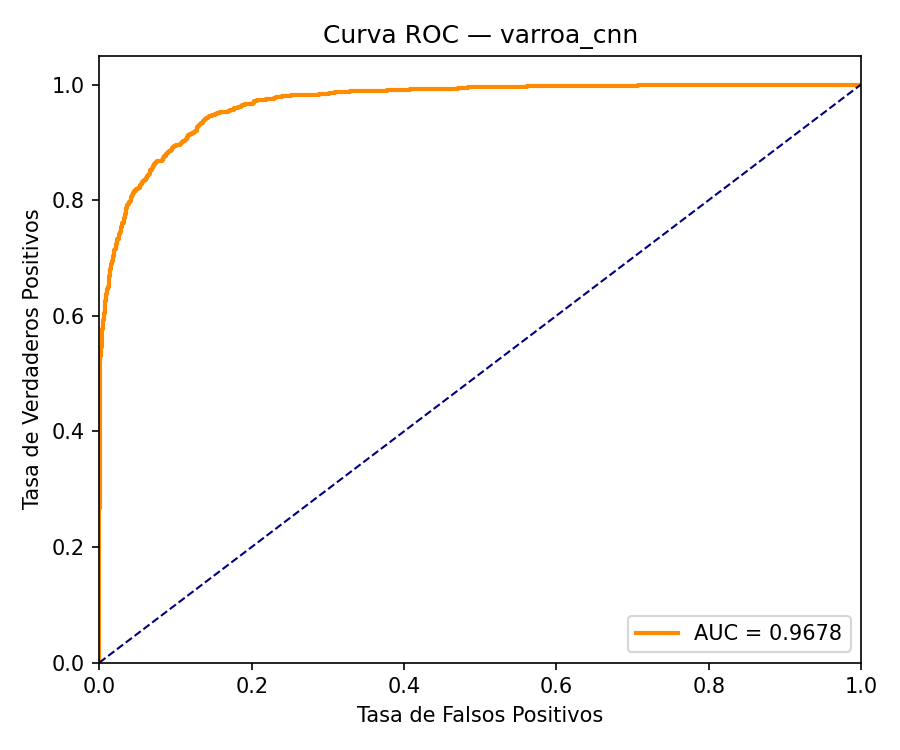 Curva ROC — varroa_cnn
Tasa de Verdaderos Positivos
1.0
0.8
0.6
0.4
0.2
0.0
AUC = 0.9678
0.0 0.2 0.4 0.6 0.8 1.0
Tasa de Falsos Positivos